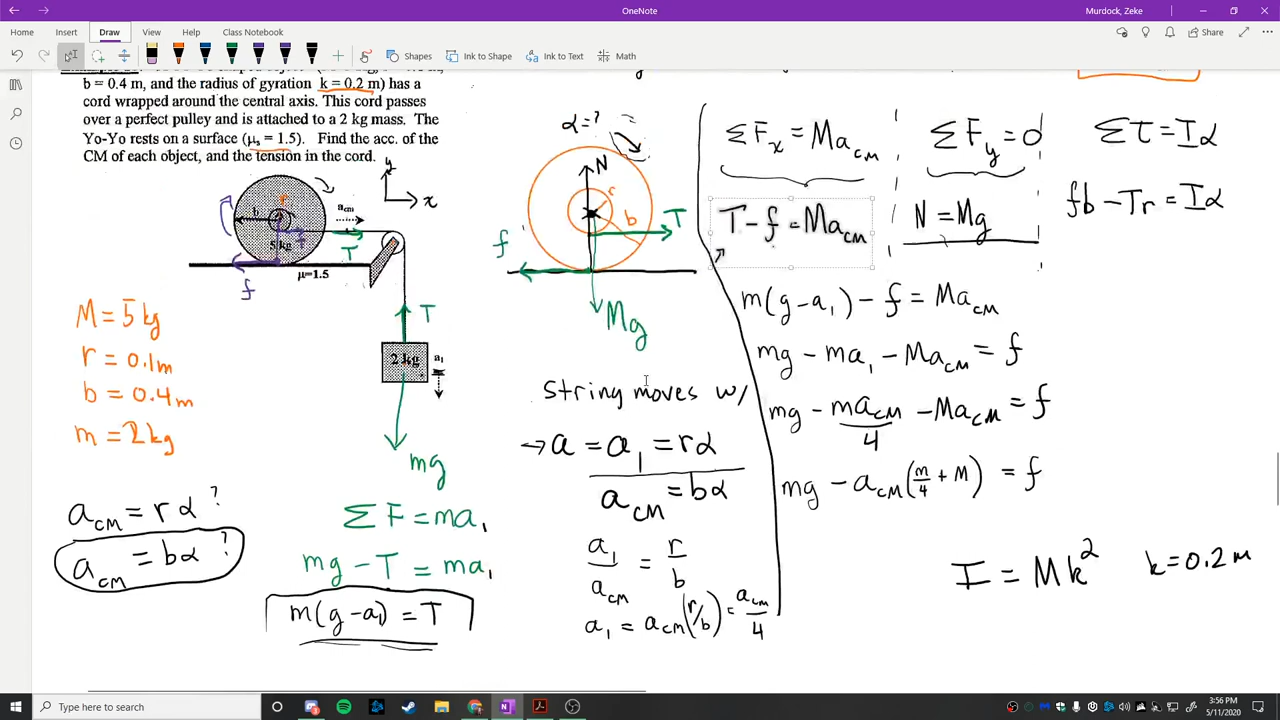 OneNote
Murdock, Zeke
Home
Insert
Draw
View
Help
Class Notebook
Share
Shapes
Ink to Shape
Ink to Text
Math
b = 0.4 m, and the radius of gyration k = 0.2 m) has a
cord wrapped around the central axis. This cord passes
over a perfect pulley and is attached to a 2 kg mass. The
Yo-Yo rests on a surface (μs = 1.5). Find the acc. of the
CM of each object, and the tension in the cord.
y
x
b
aCM
5 kg
T
T
f
μ=1.5
T
2 kg
a1
mg
M = 5 kg
r = 0.1m
b = 0.4 m
m = 2 kg
aCM = rα ?
aCM = bα ?
ΣF = ma1
mg - T = ma1
m(g-a1) = T
α=?
N
r
b
T
f
Mg
String moves w/
→ a = a1 = rα
aCM = bα
a1/aCM = r/b
a1 = aCM(r/b) = aCM/4
ΣFx = MaCM
T - f = MaCM
m(g-a1) - f = MaCM
mg - ma1 - MaCM = f
mg - maCM/4 - MaCM = f
mg - aCM(m/4 + M) = f
ΣFy = 0
N = Mg
Στ = Iα
fb - Tr = Iα
I = Mk²
k = 0.2 m
Type here to search
3:56 PM
5/11/2020